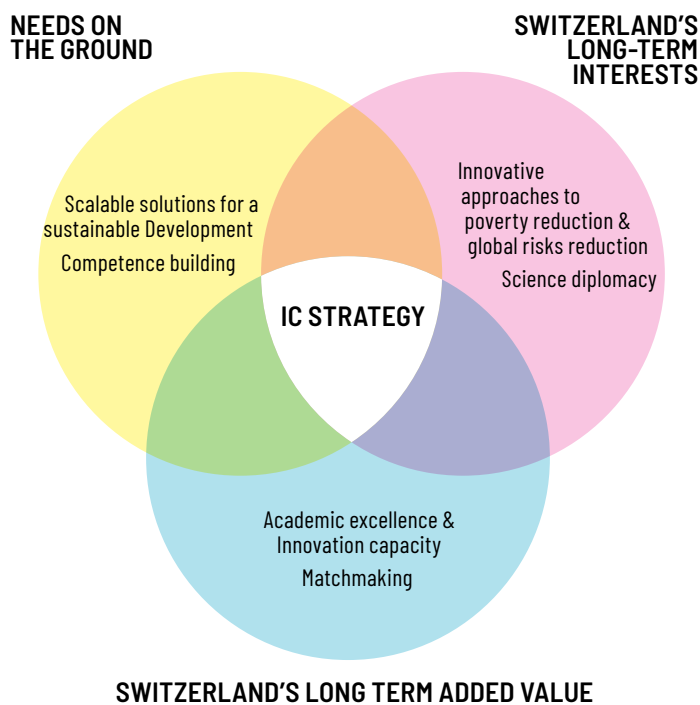 NEEDS ON
THE GROUND
SWITZERLAND'S
LONG-TERM
INTERESTS
Scalable solutions for a
sustainable Development
Competence building
Innovative
approaches to
poverty reduction &
global risks reduction
Science diplomacy
IC STRATEGY
Academic excellence &
Innovation capacity
Matchmaking
SWITZERLAND'S LONG TERM ADDED VALUE